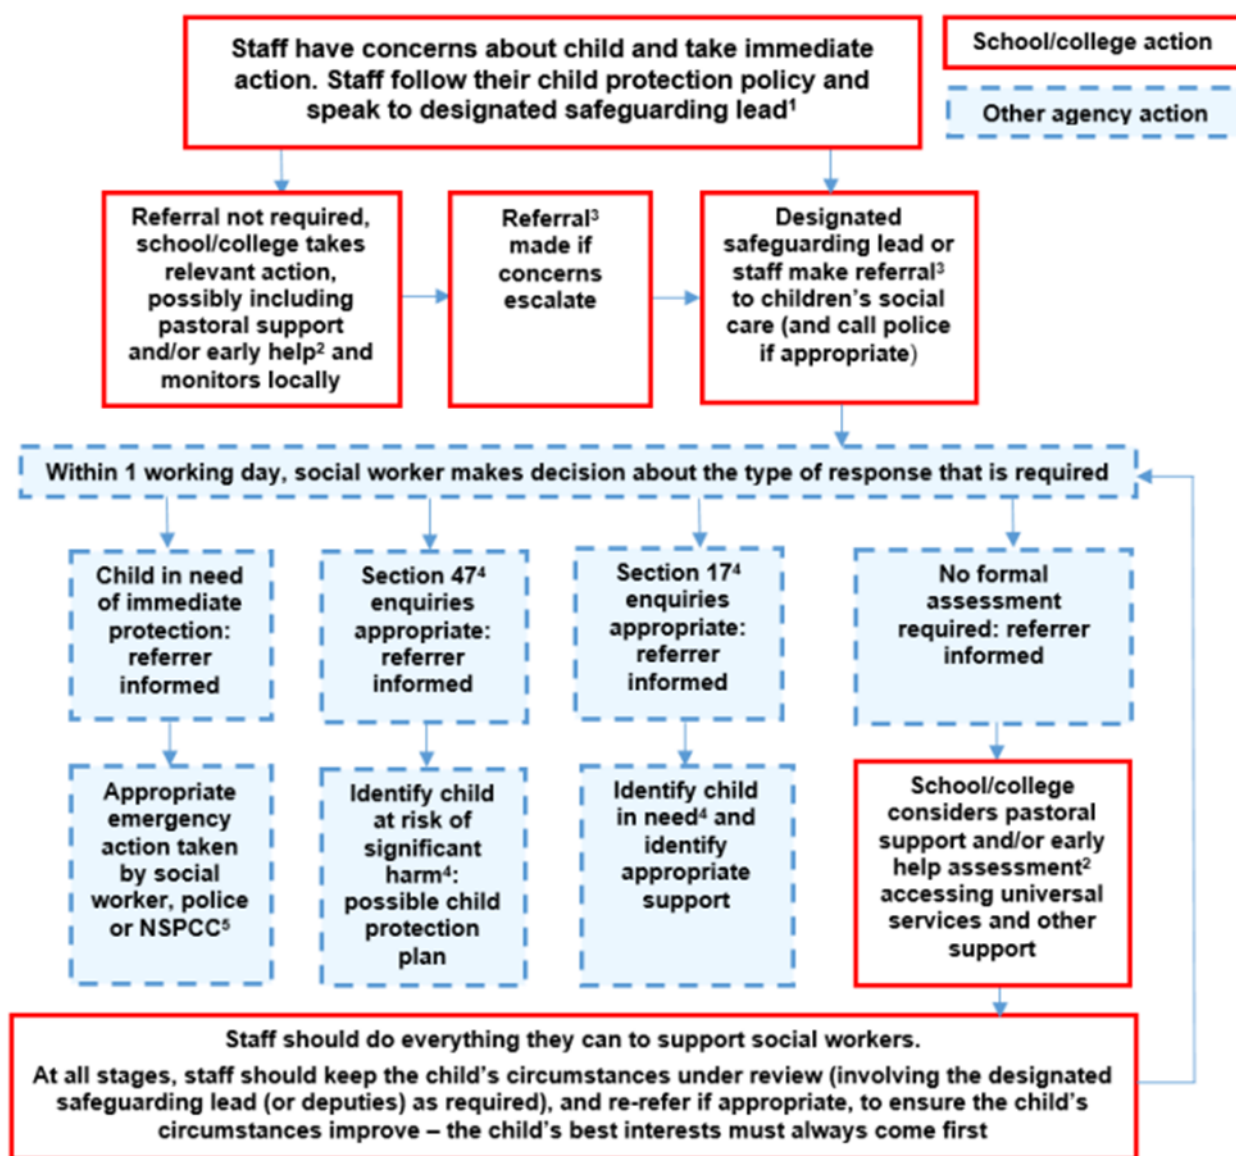 Staff have concerns about child and take immediate
action. Staff follow their child protection policy and
speak to designated safeguarding lead¹
School/college action
Other agency action
Referral not required,
school/college takes
relevant action,
possibly including
pastoral support
and/or early help² and
monitors locally
Referral³
made if
concerns
escalate
Designated
safeguarding lead or
staff make referral³
to children’s social
care (and call police
if appropriate)
Within 1 working day, social worker makes decision about the type of response that is required
Child in need
of immediate
protection:
referrer
informed
Section 47⁴
enquiries
appropriate:
referrer
informed
Section 17⁴
enquiries
appropriate:
referrer
informed
No formal
assessment
required: referrer
informed
Appropriate
emergency
action taken
by social
worker, police
or NSPCC⁵
Identify child
at risk of
significant
harm⁴:
possible child
protection
plan
Identify child
in need⁴ and
identify
appropriate
support
School/college
considers pastoral
support and/or early
help assessment²
accessing universal
services and other
support
Staff should do everything they can to support social workers.
At all stages, staff should keep the child’s circumstances under review (involving the designated
safeguarding lead (or deputies) as required), and re-refer if appropriate, to ensure the child’s
circumstances improve – the child’s best interests must always come first